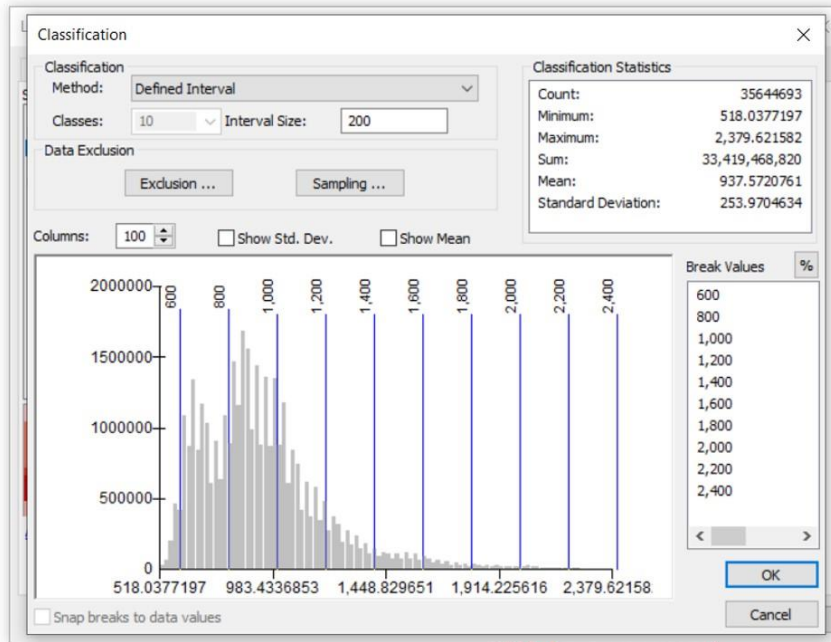 Classification
Classification
Method: Defined Interval
Classes: 10 Interval Size: 200
Data Exclusion
Exclusion ... Sampling ...
Classification Statistics
Count: 35644693
Minimum: 518.0377197
Maximum: 2,379.621582
Sum: 33,419,468,820
Mean: 937.5720761
Standard Deviation: 253.9704634
Columns: 100 Show Std. Dev. Show Mean
600 800 1,000 1,200 1,400 1,600 1,800 2,000 2,200 2,400
2000000
1500000
1000000
500000
0
518.0377197 983.4336853 1,448.829651 1,914.225616 2,379.62158
Break Values %
600
800
1,000
1,200
1,400
1,600
1,800
2,000
2,200
2,400
Snap breaks to data values
OK
Cancel